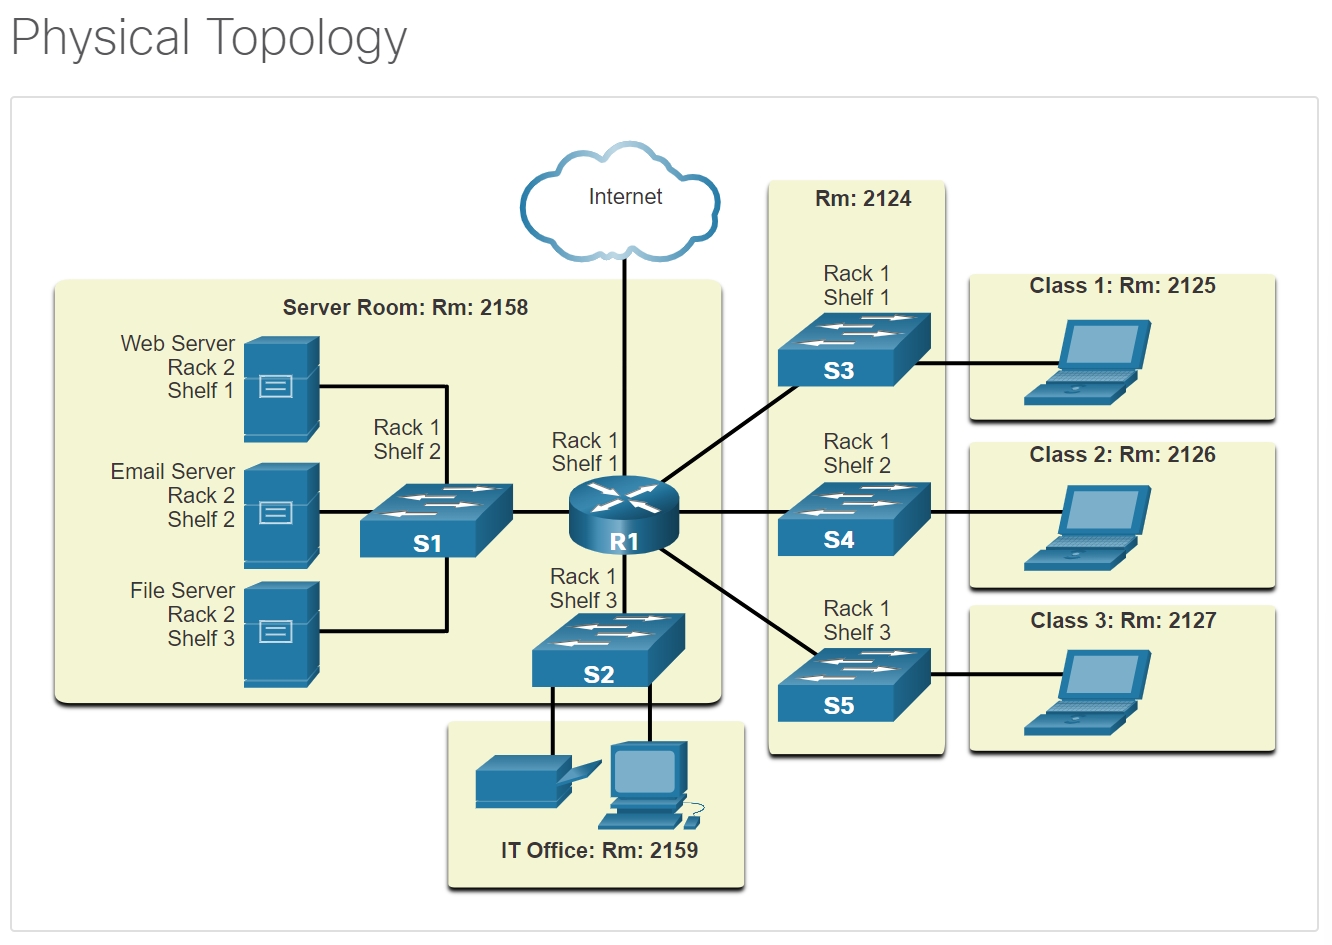 Physical Topology
Internet
Server Room: Rm: 2158
Web Server
Rack 2
Shelf 1
Email Server
Rack 2
Shelf 2
File Server
Rack 2
Shelf 3
Rack 1
Shelf 2
S1
Rack 1
Shelf 1
R1
Rack 1
Shelf 3
S2
IT Office: Rm: 2159
Rm: 2124
Rack 1
Shelf 1
S3
Rack 1
Shelf 2
S4
Rack 1
Shelf 3
S5
Class 1: Rm: 2125
Class 2: Rm: 2126
Class 3: Rm: 2127